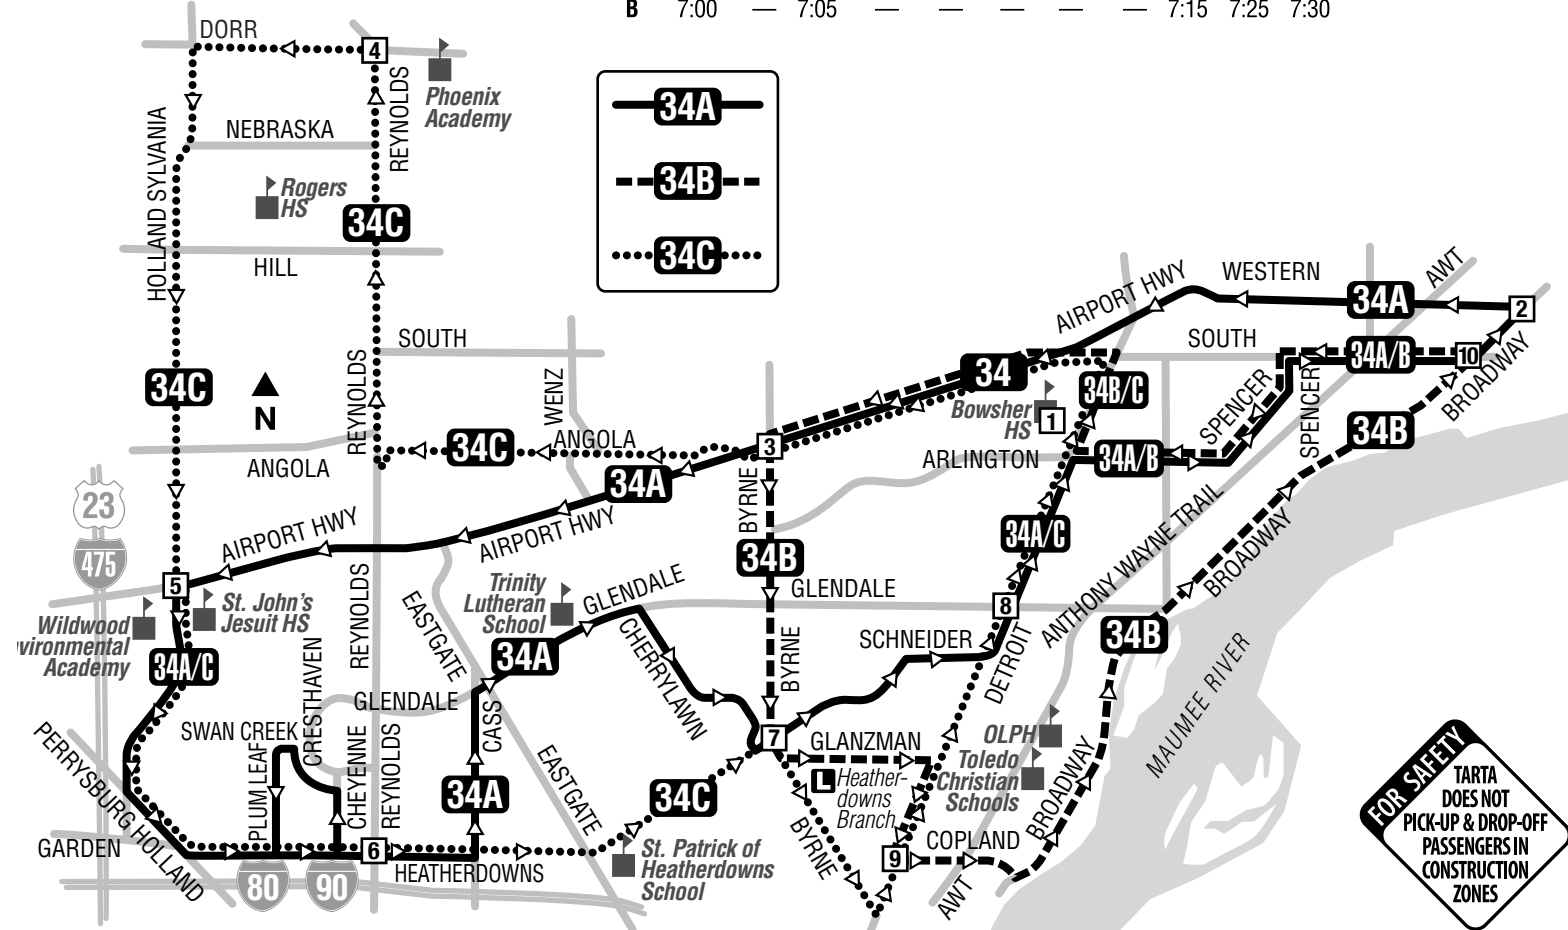 B 7:00 — 7:05 — — — — — 7:15 7:25 7:30
DORR
4
REYNOLDS
Phoenix
Academy
NEBRASKA
HOLLAND SYLVANIA
Rogers
HS
34C
HILL
34A
34B
34C
AIRPORT HWY
WESTERN
34A
AWT
2
SOUTH
SOUTH
34A/B
10
BROADWAY
34C
N
REYNOLDS
WENZ
34
34B/C
Bowsher
HS
1
SPENCER
SPENCER
34B
34C
ANGOLA
3
ANGOLA
ARLINGTON
34A/B
34A
BYRNE
23
475
AIRPORT HWY
AIRPORT HWY
34A/C
ANTHONY WAYNE TRAIL
BROADWAY
34B
5
REYNOLDS
EASTGATE
Trinity
Lutheran
School
GLENDALE
GLENDALE
8
St. John's
Jesuit HS
Wildwood
vironmental
Academy
34A/C
CRESTHAVEN
34A
CHERRYLAWN
BYRNE
SCHNEIDER
DETROIT
34B
MAUMEE RIVER
GLENDALE
SWAN CREEK
PERRYSBURG HOLLAND
PLUM LEAF
CHEYENNE
REYNOLDS
CASS
EASTGATE
7
GLANZMAN
OLPH
Toledo
Christian
Schools
L
Heather-
downs
Branch
34A
34C
BROADWAY
BYRNE
COPLAND
9
GARDEN
6
HEATHERDOWNS
St. Patrick of
Heatherdowns
School
80
90
AWT
FOR SAFETY
TARTA
DOES NOT
PICK-UP & DROP-OFF
PASSENGERS IN
CONSTRUCTION
ZONES